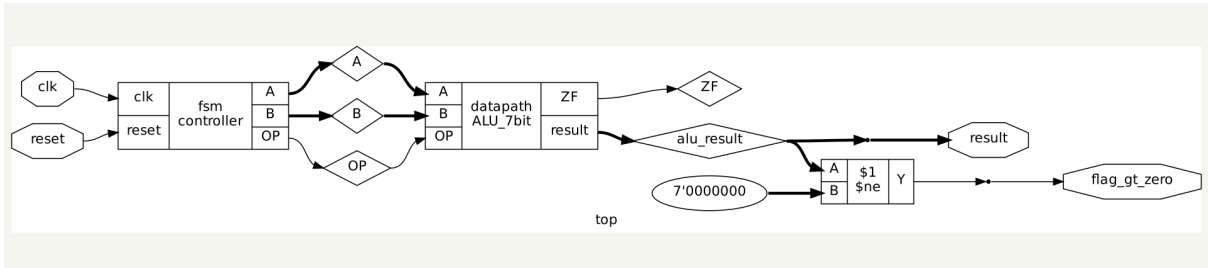 clk
reset
clk
reset
fsm
controller
A
B
OP
A
B
OP
A
B
OP
datapath
ALU_7bit
ZF
result
ZF
alu_result
7'0000000
A
B
$1
$ne
Y
result
flag_gt_zero
top